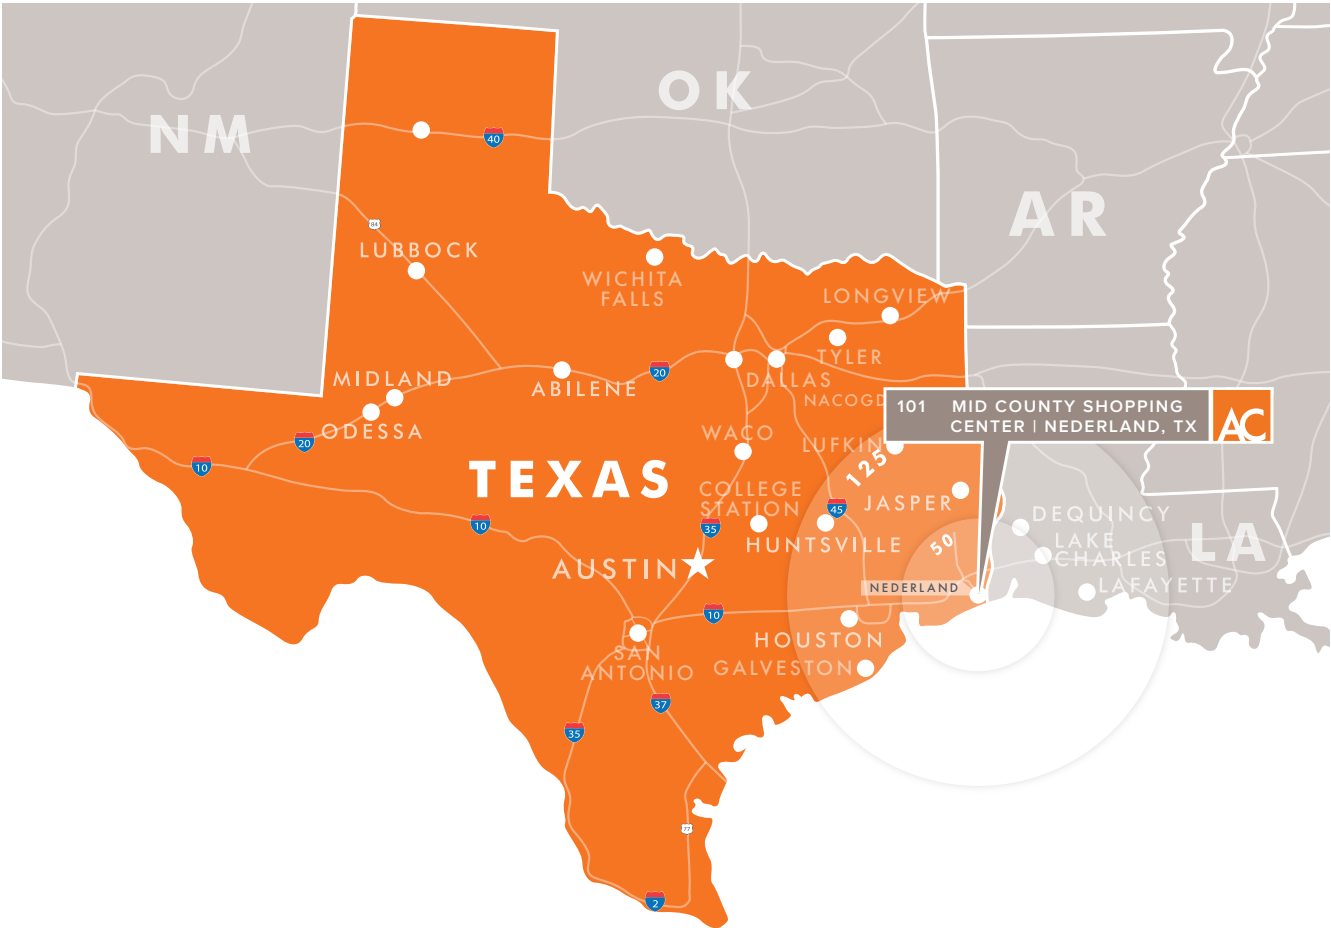 OK
NM
40
AR
84
LUBBOCK
WICHITA
FALLS
LONGVIEW
TYLER
20
MIDLAND
DALLAS
ABILENE
NACOGD
101 MID COUNTY SHOPPING
CENTER | NEDERLAND, TX
AC
ODESSA
20
WACO
LUFKIN
10
125
TEXAS
COLLEGE
STATION
JASPER
45
DEQUINCY
10
35
HUNTSVILLE
50
LAKE
CHARLES
LA
AUSTIN
NEDERLAND
LAFAYETTE
10
HOUSTON
SAN
ANTONIO
GALVESTON
37
35
77
2